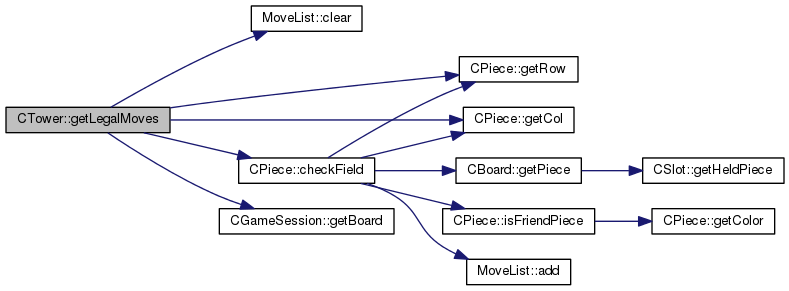 MoveList::clear
CPiece::getRow
CTower::getLegalMoves
CPiece::getCol
CPiece::checkField
CBoard::getPiece
CSlot::getHeldPiece
CGameSession::getBoard
CPiece::isFriendPiece
CPiece::getColor
MoveList::add